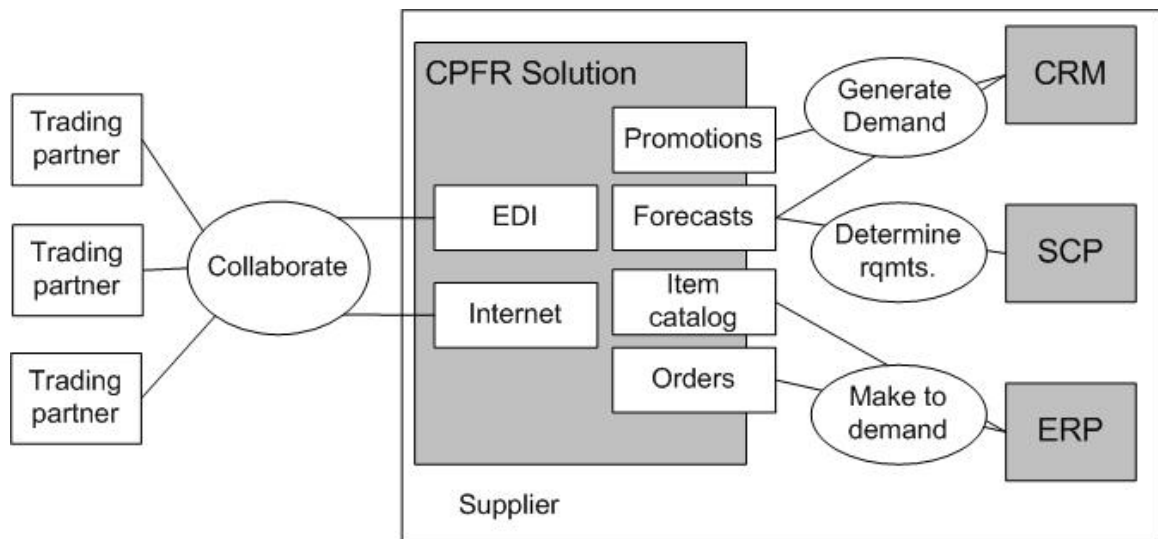 Trading
partner
Trading
partner
Trading
partner
Collaborate
CPFR Solution
EDI
Internet
Promotions
Forecasts
Item
catalog
Orders
Generate
Demand
Determine
rqmts.
Make to
demand
CRM
SCP
ERP
Supplier